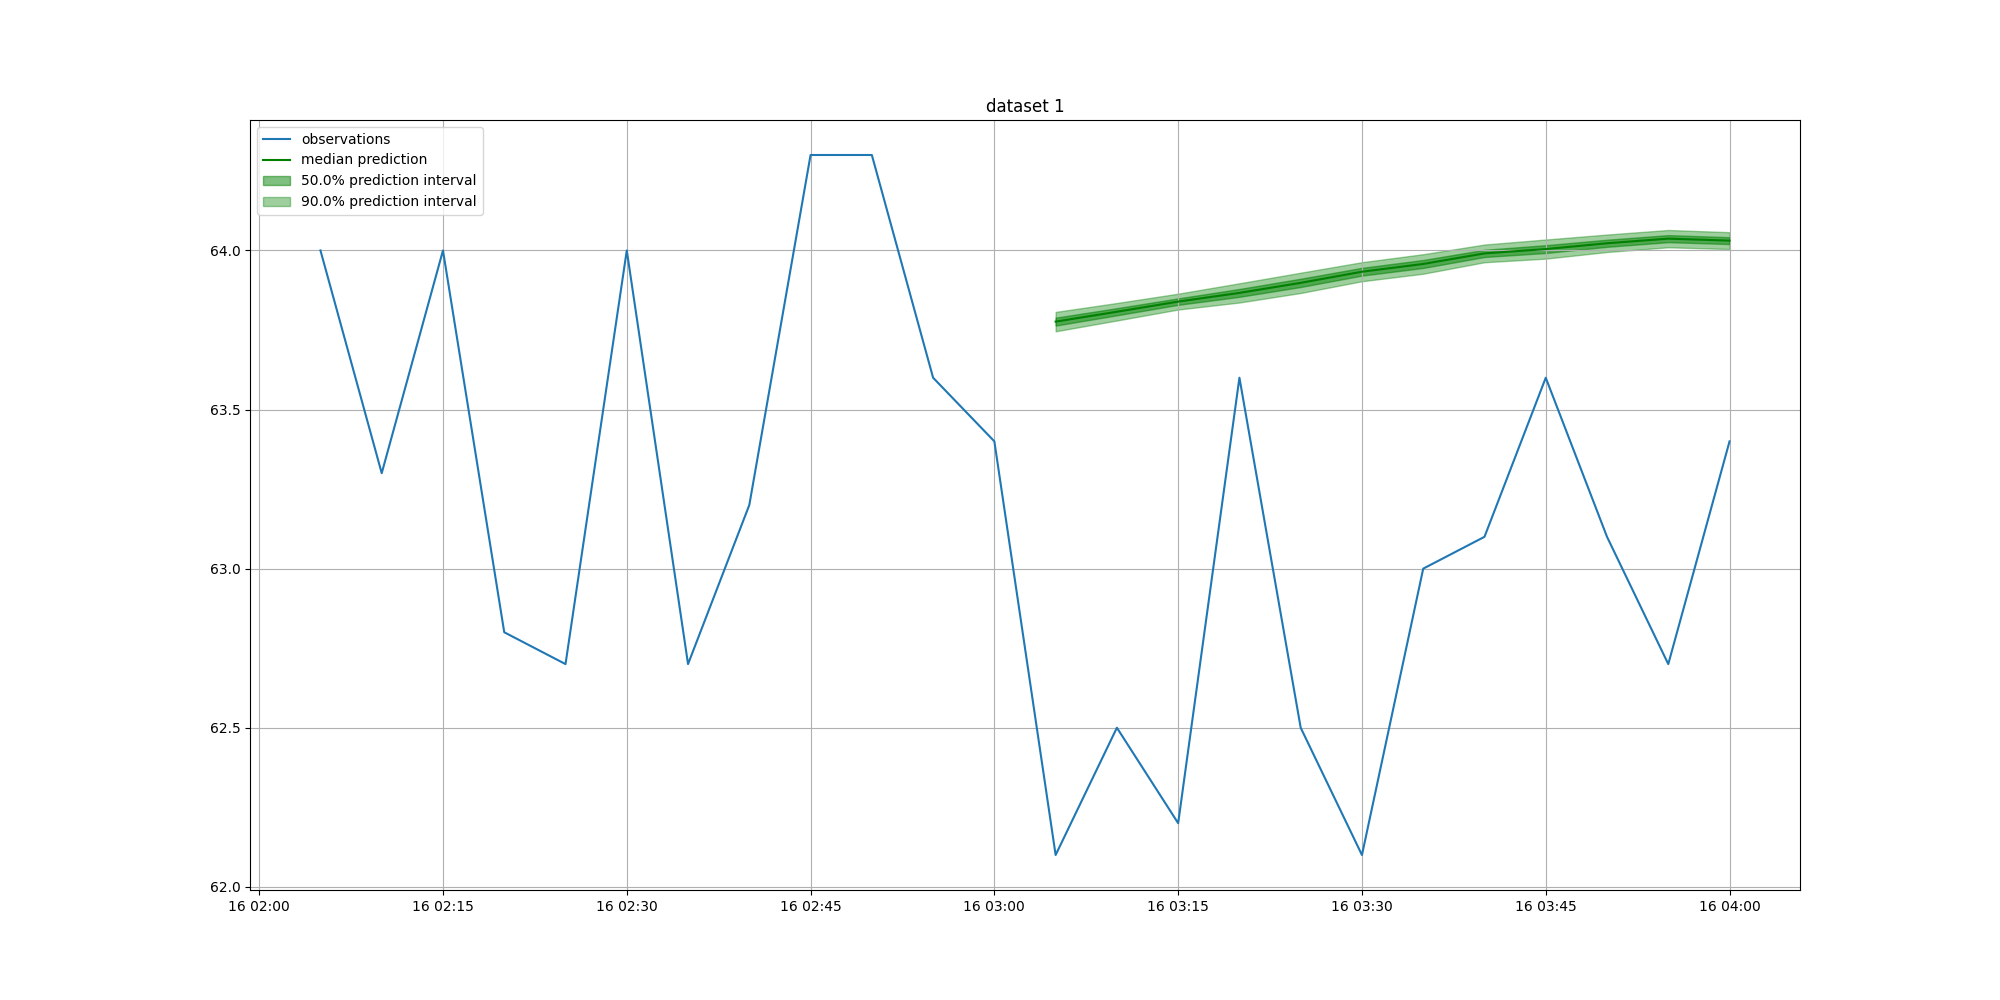 dataset 1
observations
median prediction
50.0% prediction interval
90.0% prediction interval
64.0
63.5
63.0
62.5
62.0
16 02:00 16 02:15 16 02:30 16 02:45 16 03:00 16 03:15 16 03:30 16 03:45 16 04:00